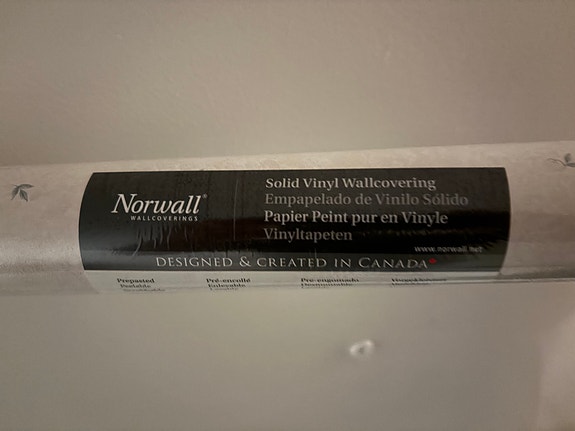 Norwall®
WALLCOVERINGS
Solid Vinyl Wallcovering
Empapelado de Vinilo Sólido
Papier Peint pur en Vinyle
Vinyltapeten
www.norwall.net
DESIGNED & CREATED IN CANADA
Prepasted Pré-encollé Pre-engomado
Peelable